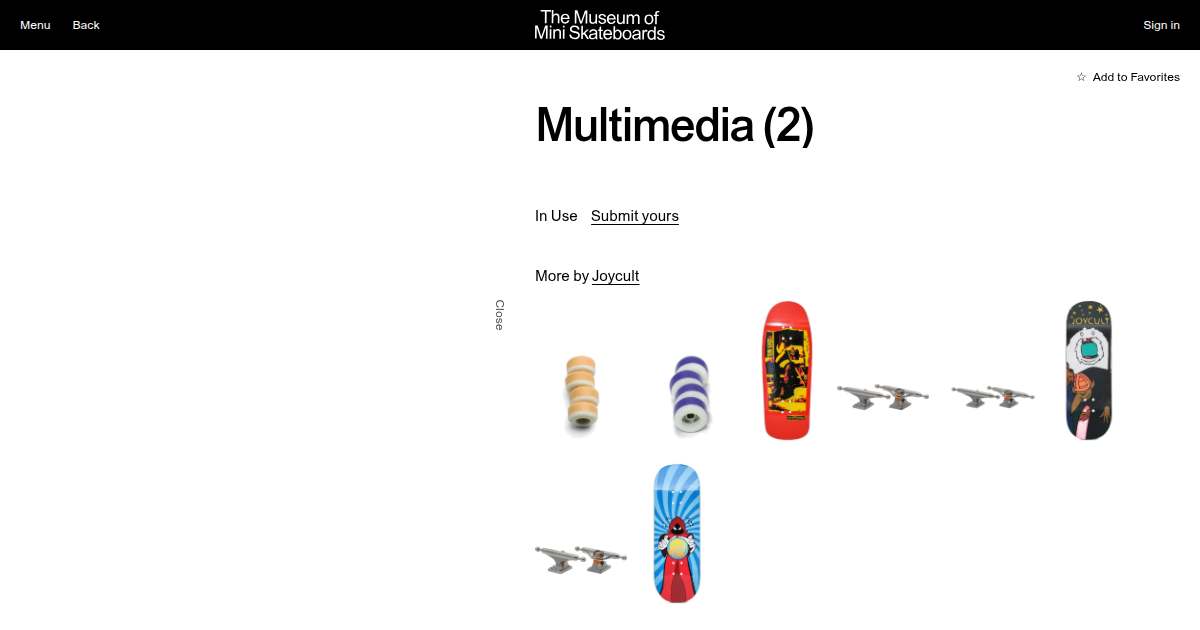 Menu
Back
The Museum of
Mini Skateboards
Sign in
☆ Add to Favorites
Multimedia (2)
In Use
Submit yours
More by Joycult
Close
JOYCULT